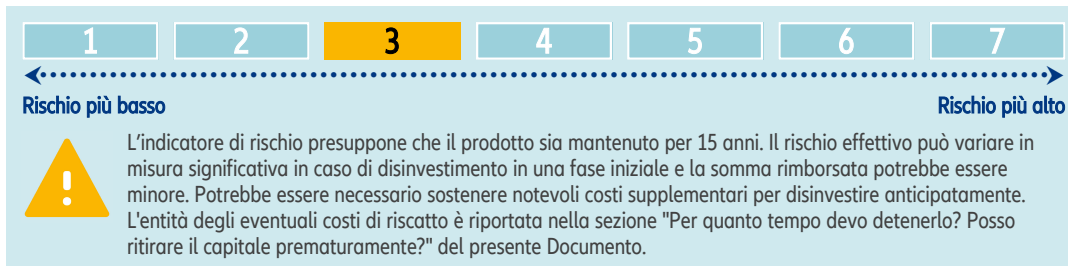 1 2 3 4 5 6 7
Rischio più basso Rischio più alto
L'indicatore di rischio presuppone che il prodotto sia mantenuto per 15 anni. Il rischio effettivo può variare in
misura significativa in caso di disinvestimento in una fase iniziale e la somma rimborsata potrebbe essere
minore. Potrebbe essere necessario sostenere notevoli costi supplementari per disinvestire anticipatamente.
L'entità degli eventuali costi di riscatto è riportata nella sezione "Per quanto tempo devo detenerlo? Posso
ritirare il capitale prematuramente?" del presente Documento.